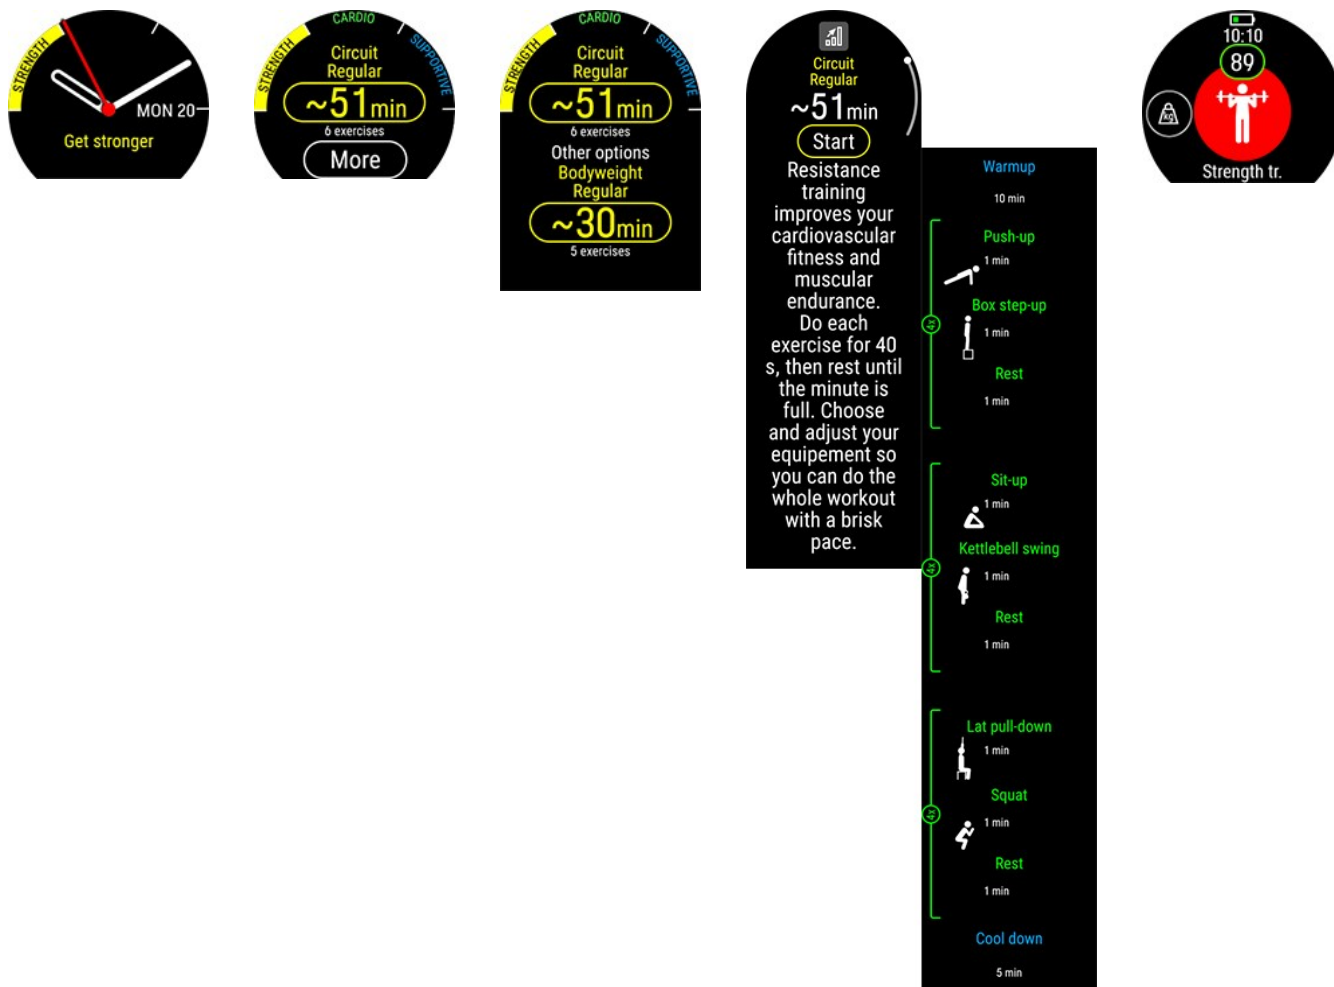 STRENGTH
MON 20
Get stronger
STRENGTH
CARDIO
SUPPORTIVE
Circuit
Regular
~51min
6 exercises
More
STRENGTH
CARDIO
SUPPORTIVE
Circuit
Regular
~51min
6 exercises
Other options
Bodyweight
Regular
~30min
5 exercises
Circuit
Regular
~51min
Start
Resistance
training
improves your
cardiovascular
fitness and
muscular
endurance.
Do each
exercise for 40
s, then rest until
the minute is
full. Choose
and adjust your
equipement so
you can do the
whole workout
with a brisk
pace.
Warmup
10 min
Push-up
1 min
Box step-up
1 min
4x
Rest
1 min
Sit-up
1 min
Kettlebell swing
1 min
4x
Rest
1 min
Lat pull-down
1 min
Squat
1 min
4x
Rest
1 min
Cool down
5 min
10:10
89
kg
Strength tr.